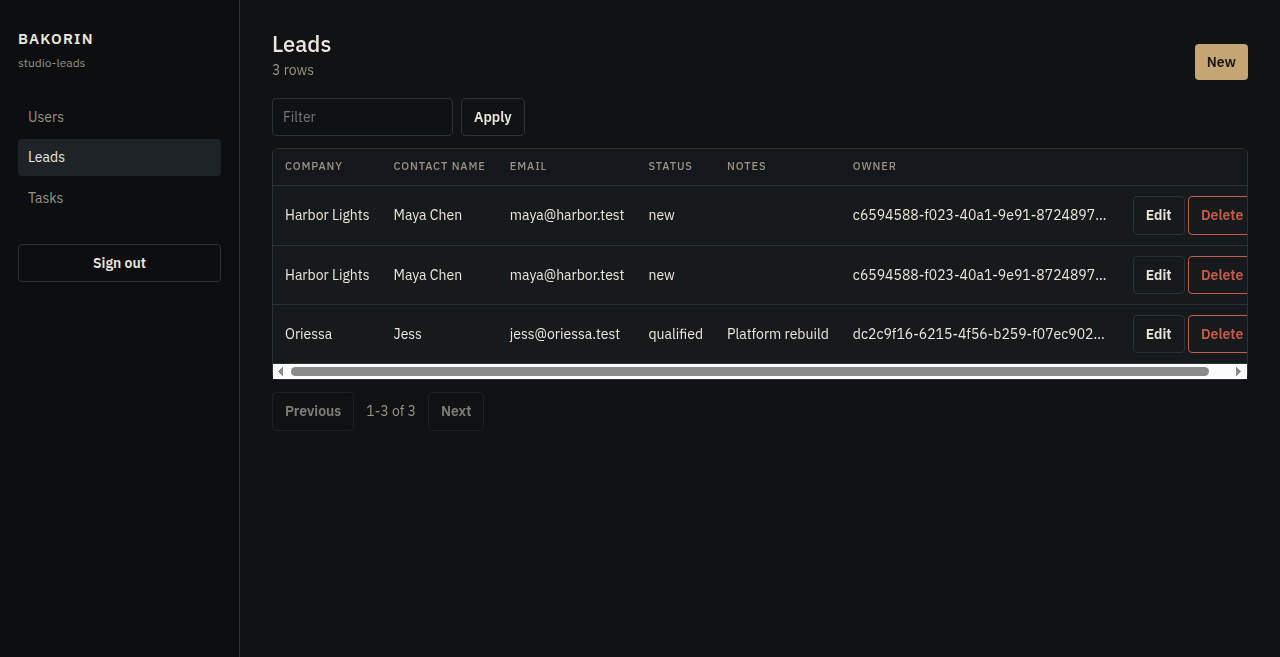 BAKORIN
studio-leads
Users
Leads
Tasks
Sign out
Leads
3 rows
New
Filter
Apply
COMPANY CONTACT NAME EMAIL STATUS NOTES OWNER
Harbor Lights Maya Chen maya@harbor.test new c6594588-f023-40a1-9e91-8724897... Edit Delete
Harbor Lights Maya Chen maya@harbor.test new c6594588-f023-40a1-9e91-8724897... Edit Delete
Oriessa Jess jess@oriessa.test qualified Platform rebuild dc2c9f16-6215-4f56-b259-f07ec902... Edit Delete
Previous 1-3 of 3 Next